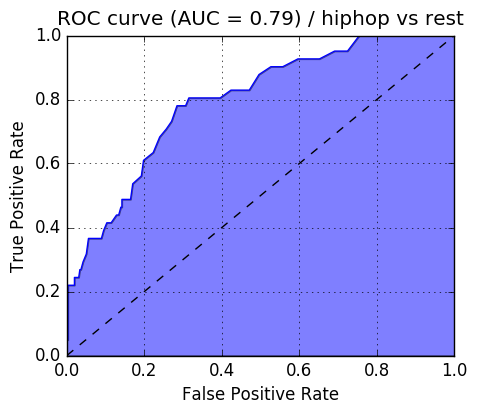 ROC curve (AUC = 0.79) / hiphop vs rest
1.0
0.8
0.6
0.4
0.2
0.0
True Positive Rate
0.0 0.2 0.4 0.6 0.8 1.0
False Positive Rate